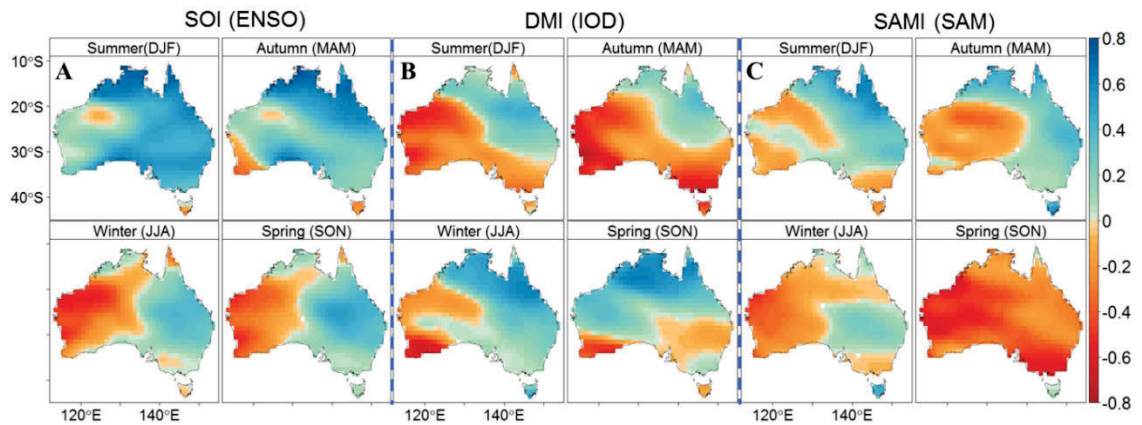 SOI (ENSO) DMI (IOD) SAMI (SAM)
Summer(DJF) Autumn (MAM) Summer(DJF) Autumn (MAM) Summer(DJF) Autumn (MAM)
A B C
10°S
20°S
30°S
40°S
Winter (JJA) Spring (SON) Winter (JJA) Spring (SON) Winter (JJA) Spring (SON)
120°E 140°E 120°E 140°E 120°E 140°E
0.8
0.6
0.4
0.2
0
-0.2
-0.4
-0.6
-0.8